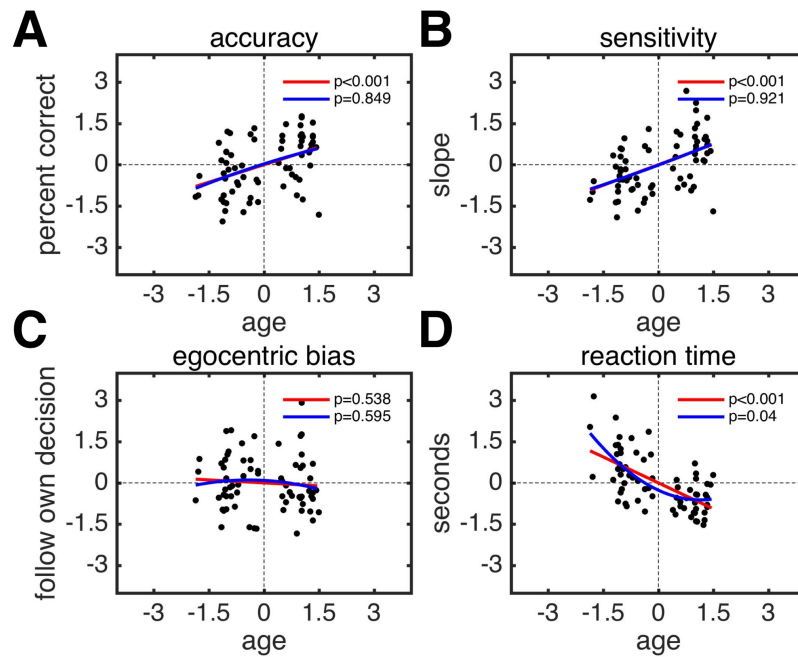 A
accuracy
percent correct
3
1.5
0
-1.5
-3
p<0.001
p=0.849
-3 -1.5 0 1.5 3
age
B
sensitivity
slope
3
1.5
0
-1.5
-3
p<0.001
p=0.921
-3 -1.5 0 1.5 3
age
C
egocentric bias
follow own decision
3
1.5
0
-1.5
-3
p=0.538
p=0.595
-3 -1.5 0 1.5 3
age
D
reaction time
seconds
3
1.5
0
-1.5
-3
p<0.001
p=0.04
-3 -1.5 0 1.5 3
age